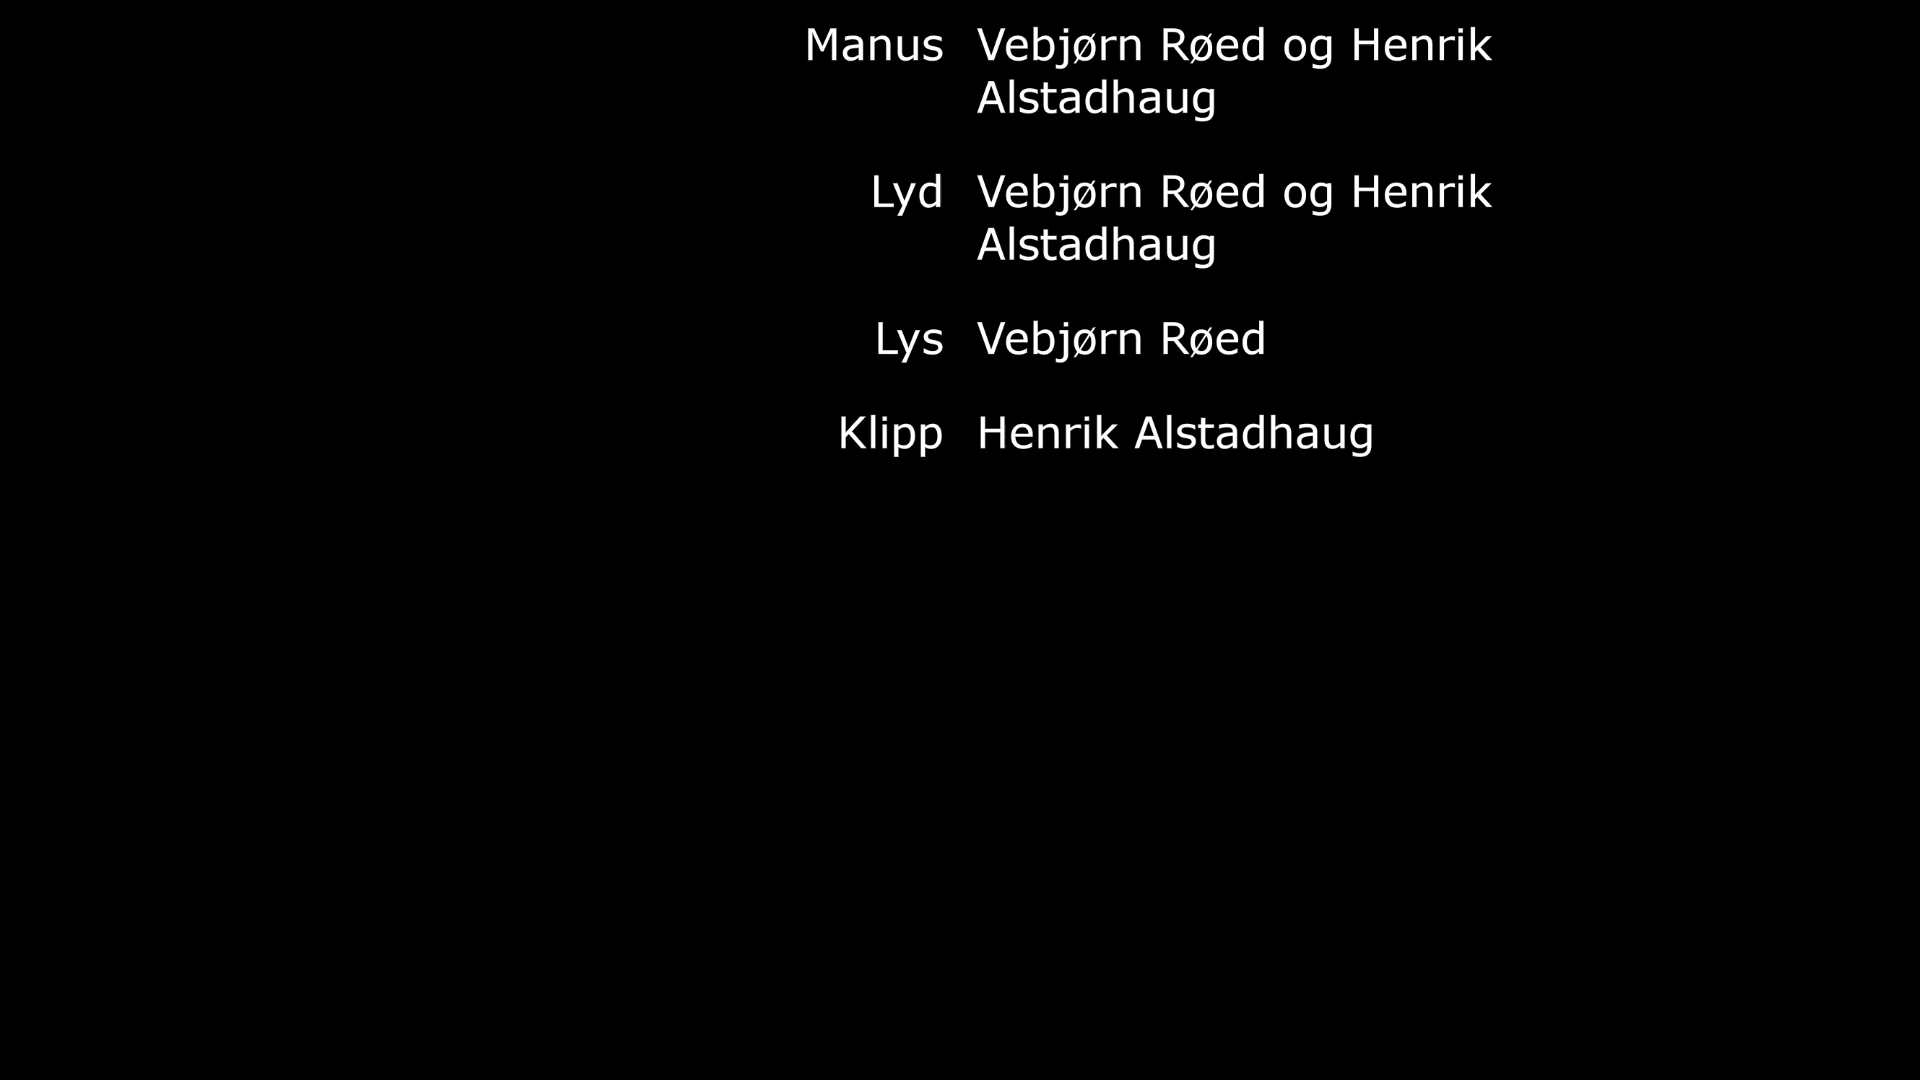 Manus Vebjørn Røed og Henrik
Alstadhaug
Lyd Vebjørn Røed og Henrik
Alstadhaug
Lys Vebjørn Røed
Klipp Henrik Alstadhaug